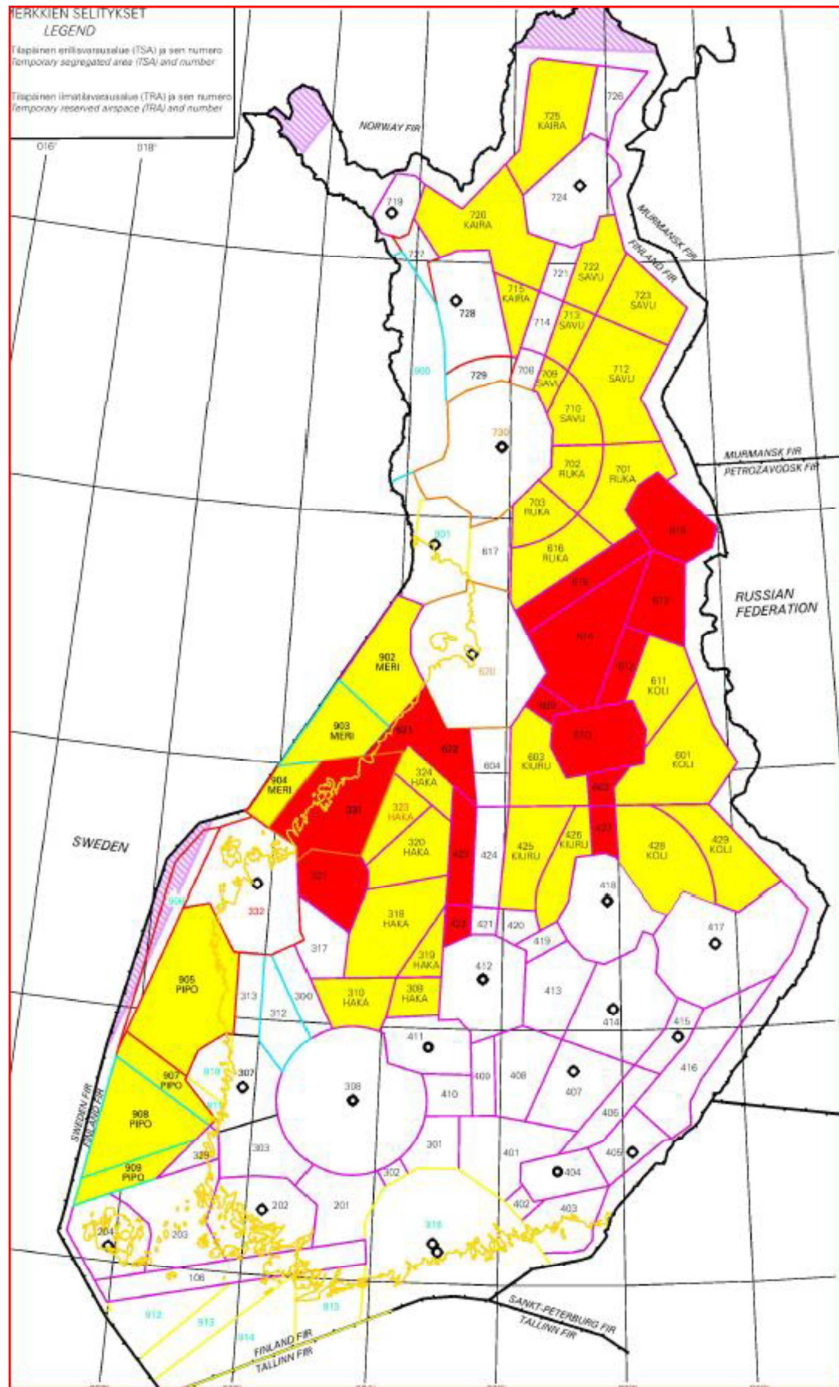 MERKKIEN SELITYKSET
LEGEND
Tilapäinen erillisvarausalue (TSA) ja sen numero
Temporary segregated area (TSA) and number
Tilapäinen ilmatilavarausalue (TRA) ja sen numero
Temporary reserved airspace (TRA) and number
016°
018°
NORWAY FIR
726
725
KAIRA
724
719
720
KAIRA
MURMANSK FIR
FINLAND FIR
727
721
722
SAVU
723
SAVU
715
KAIRA
728
714
713
SAVU
729
708
709
SAVU
712
SAVU
710
SAVU
730
702
RUKA
701
RUKA
MURMANSK FIR
PETROZAVODSK FIR
703
RUKA
901
617
616
RUKA
RUSSIAN
FEDERATION
902
MERI
620
611
KOLI
903
MERI
621
622
610
603
KIURU
601
KOLI
604
904
MERI
324
HAKA
331
323
HAKA
SWEDEN
320
HAKA
424
425
KIURU
426
KIURU
428
KOLI
429
KOLI
321
906
332
318
HAKA
418
421
420
417
317
419
319
HAKA
412
905
PIPO
313
312
300
310
HAKA
309
HAKA
413
414
415
411
416
907
PIPO
910
307
308
409
408
407
410
908
PIPO
406
SWEDEN FIR
FINLAND FIR
303
301
401
405
329
909
PIPO
302
404
202
201
402
403
204
203
106
912
913
914
915
FINLAND FIR
TALLINN FIR
SANKT-PETERBURG FIR
TALLINN FIR